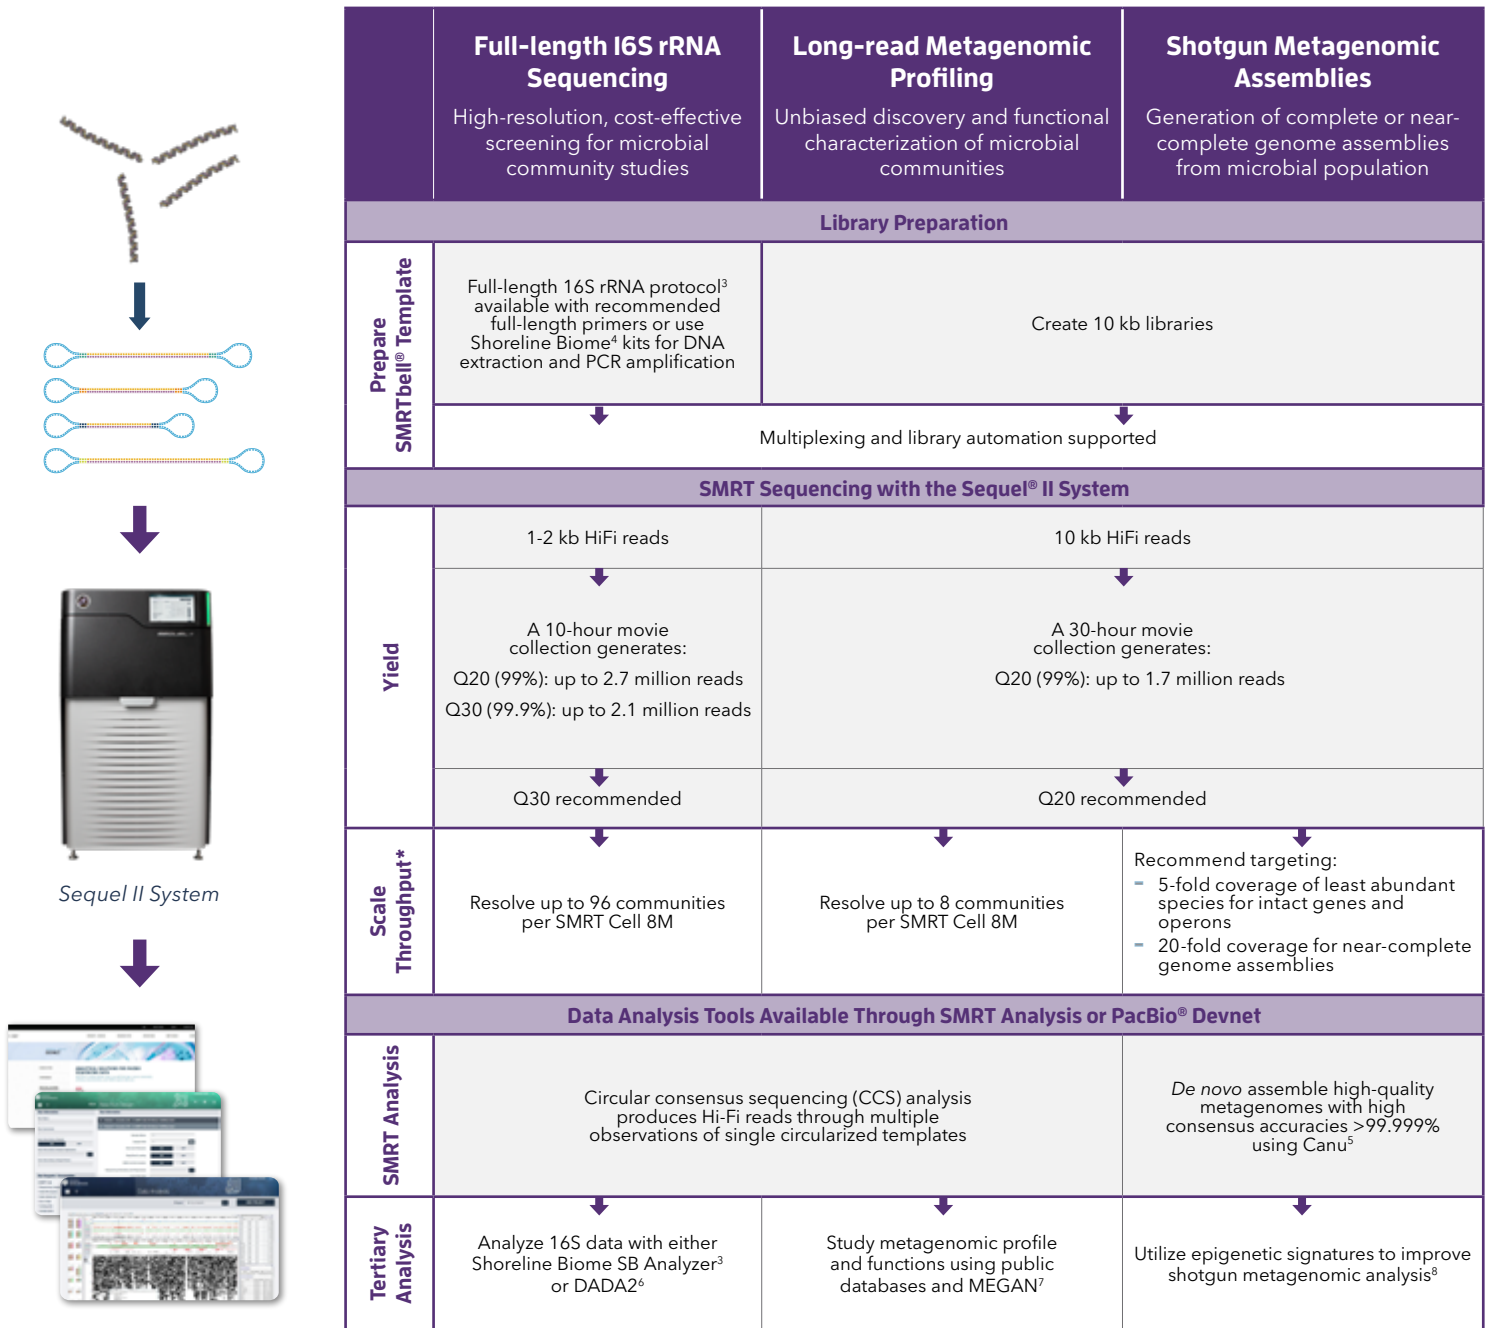 Full-length I6S rRNA
Sequencing
High-resolution, cost-effective
screening for microbial
community studies
Long-read Metagenomic
Profiling
Unbiased discovery and functional
characterization of microbial
communities
Shotgun Metagenomic
Assemblies
Generation of complete or near-
complete genome assemblies
from microbial population
Library Preparation
Prepare
SMRTbell® Template
Full-length 16S rRNA protocol³
available with recommended
full-length primers or use
Shoreline Biome⁴ kits for DNA
extraction and PCR amplification
Create 10 kb libraries
Multiplexing and library automation supported
SMRT Sequencing with the Sequel® II System
Yield
1-2 kb HiFi reads
10 kb HiFi reads
A 10-hour movie
collection generates:
Q20 (99%): up to 2.7 million reads
Q30 (99.9%): up to 2.1 million reads
A 30-hour movie
collection generates:
Q20 (99%): up to 1.7 million reads
Q30 recommended
Q20 recommended
Sequel II System
Scale
Throughput*
Resolve up to 96 communities
per SMRT Cell 8M
Resolve up to 8 communities
per SMRT Cell 8M
Recommend targeting:
- 5-fold coverage of least abundant
species for intact genes and
operons
- 20-fold coverage for near-complete
genome assemblies
Data Analysis Tools Available Through SMRT Analysis or PacBio® Devnet
SMRT Analysis
Circular consensus sequencing (CCS) analysis
produces Hi-Fi reads through multiple
observations of single circularized templates
De novo assemble high-quality
metagenomes with high
consensus accuracies >99.999%
using Canu⁵
Tertiary
Analysis
Analyze 16S data with either
Shoreline Biome SB Analyzer³
or DADA2⁶
Study metagenomic profile
and functions using public
databases and MEGAN⁷
Utilize epigenetic signatures to improve
shotgun metagenomic analysis⁸